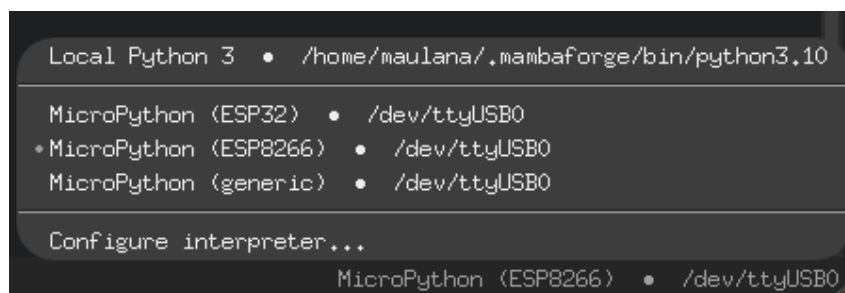 Local Python 3 • /home/maulana/.mambaforge/bin/python3.10
MicroPython (ESP32) • /dev/ttyUSB0
•MicroPython (ESP8266) • /dev/ttyUSB0
MicroPython (generic) • /dev/ttyUSB0
Configure interpreter...
MicroPython (ESP8266) • /dev/ttyUSB0